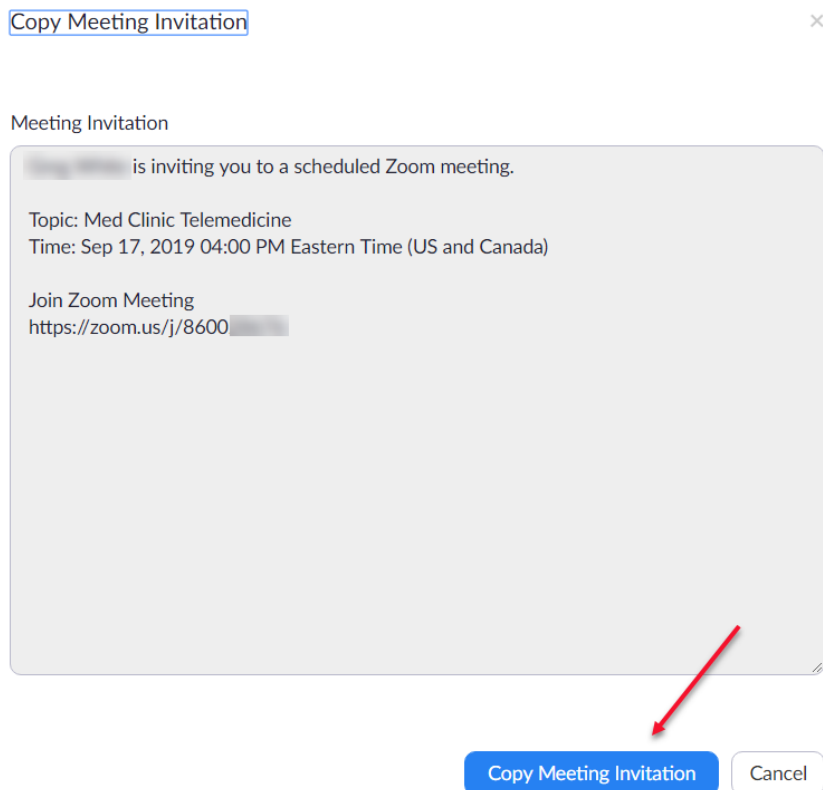 Copy Meeting Invitation
×
Meeting Invitation
is inviting you to a scheduled Zoom meeting.
Topic: Med Clinic Telemedicine
Time: Sep 17, 2019 04:00 PM Eastern Time (US and Canada)
Join Zoom Meeting
https://zoom.us/j/8600
Copy Meeting Invitation
Cancel